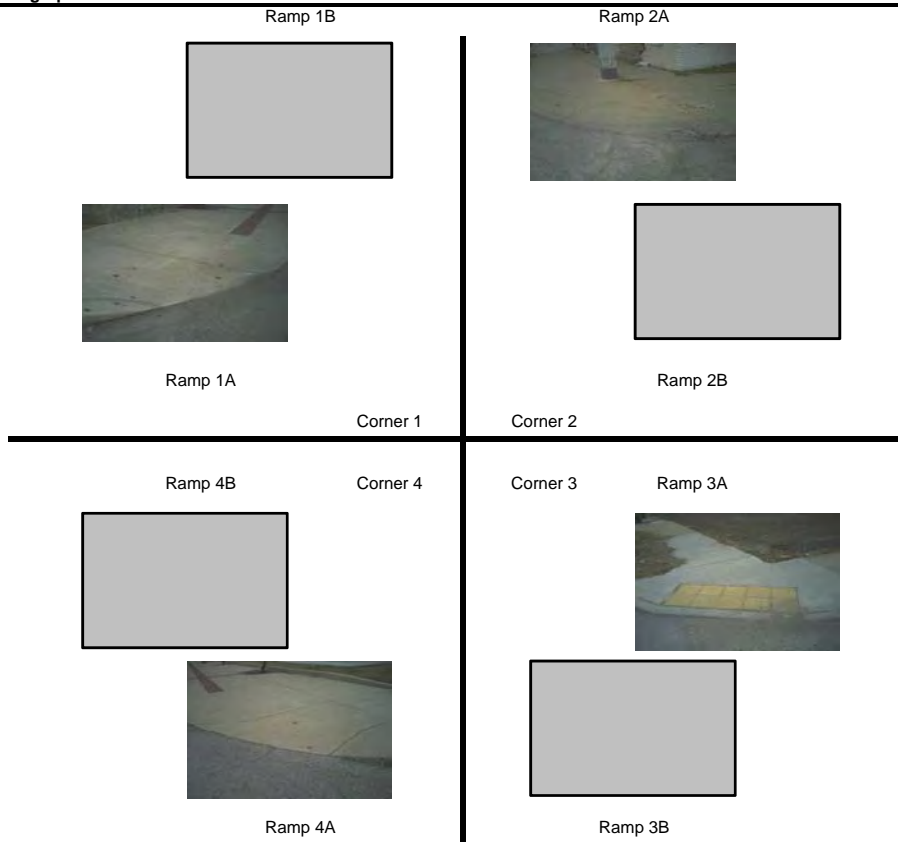 Ramp 1B
Ramp 2A
Ramp 1A
Ramp 2B
Corner 1
Corner 2
Ramp 4B
Corner 4
Corner 3
Ramp 3A
Ramp 4A
Ramp 3B